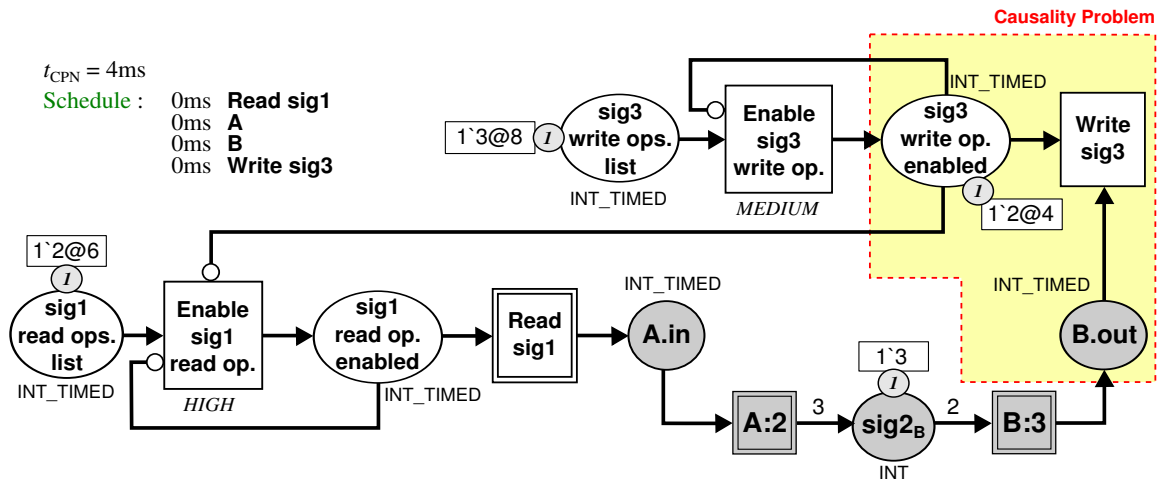 Causality Problem
t_CPN = 4ms
Schedule : 0ms Read sig1
0ms A
0ms B
0ms Write sig3
1`3@8
1
sig3
write ops.
list
INT_TIMED
Enable
sig3
write op.
MEDIUM
INT_TIMED
sig3
write op.
enabled
1
1`2@4
Write
sig3
1`2@6
1
sig1
read ops.
list
INT_TIMED
Enable
sig1
read op.
HIGH
sig1
read op.
enabled
INT_TIMED
Read
sig1
INT_TIMED
A.in
INT_TIMED
B.out
A:2
3
1`3
1
sig2_B
INT
2
B:3